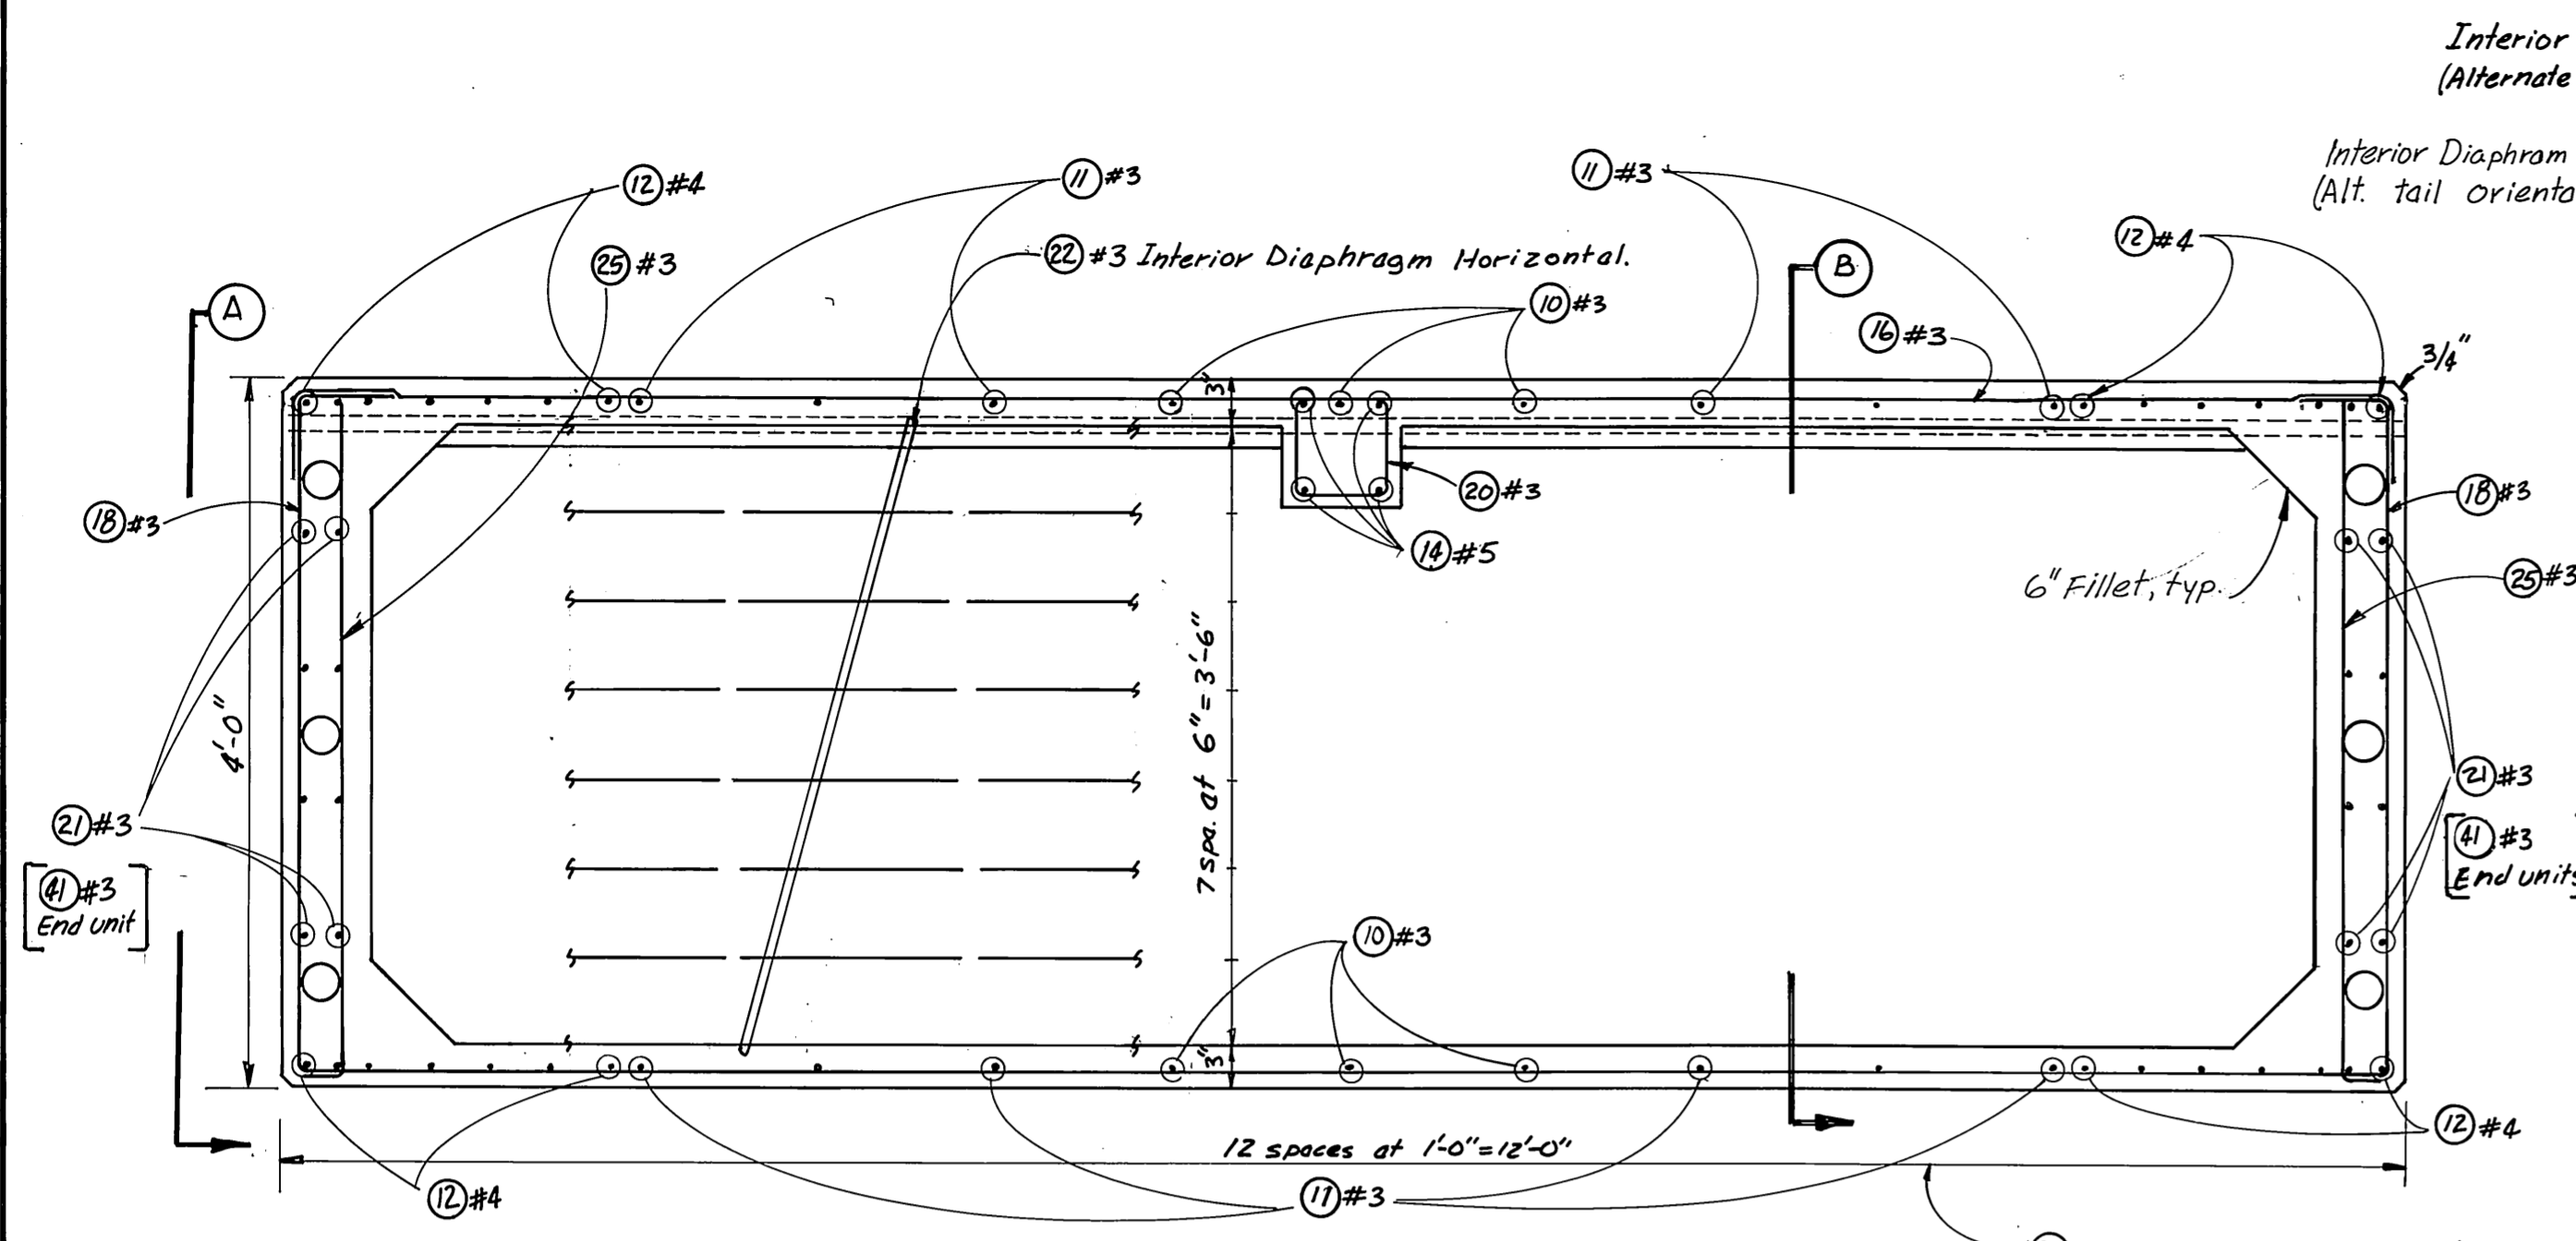 Interior
(Alternate
Interior Diaphram
(Alt. tail orienta
12 #4
11 #3
11 #3
25 #3
22 #3 Interior Diaphragm Horizontal.
12 #4
A
B
10 #3
16 #3
3/4"
3"
18 #3
20 #3
18 #3
14 #5
6" Fillet, typ.
25 #3
4'-0"
7 spa. at 6" = 3'-6"
21 #3
21 #3
41 #3
End unit
41 #3
End units
10 #3
3"
12 spaces at 1'-0" = 12'-0"
12 #4
12 #4
11 #3